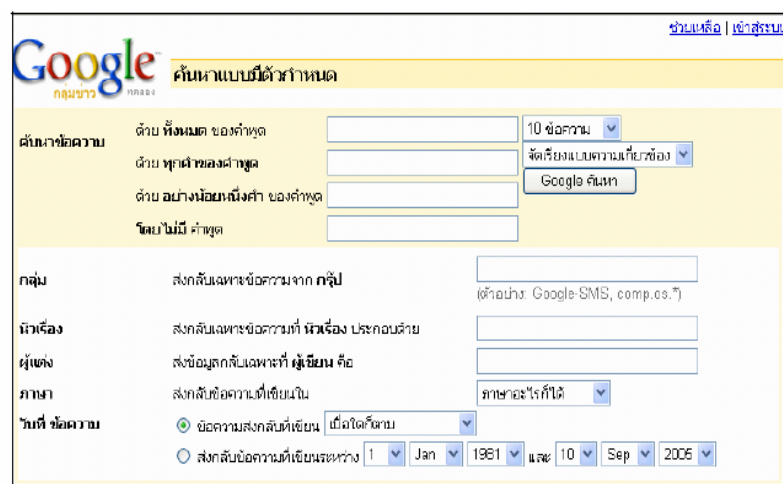 ช่วยเหลือ | เข้าสู่ระบบ
Google
กลุ่มข่าว ทดลอง
ค้นหาแบบมีตัวกำหนด
ค้นหาข้อความ
ด้วย ทั้งหมด ของคำพูด
10 ข้อความ
ด้วย ทุกคำของคำพูด
จัดเรียงแบบความเกี่ยวข้อง
ด้วย อย่างน้อยหนึ่งคำ ของคำพูด
Google ค้นหา
โดยไม่มี คำพูด
กลุ่ม
ส่งกลับเฉพาะข้อความจาก กรุ๊ป
(ตัวอย่าง: Google-SMS, comp.os.*)
หัวเรื่อง
ส่งกลับเฉพาะข้อความที่ หัวเรื่อง ประกอบด้วย
ผู้แต่ง
ส่งข้อมูลกลับเฉพาะที่ ผู้เขียน คือ
ภาษา
ส่งกลับข้อความที่เขียนใน
ภาษาอะไรก็ได้
วันที่ ข้อความ
ข้อความส่งกลับที่เขียน เมื่อใดก็ตาม
ส่งกลับข้อความที่เขียนระหว่าง 1 Jan 1981 และ 10 Sep 2005